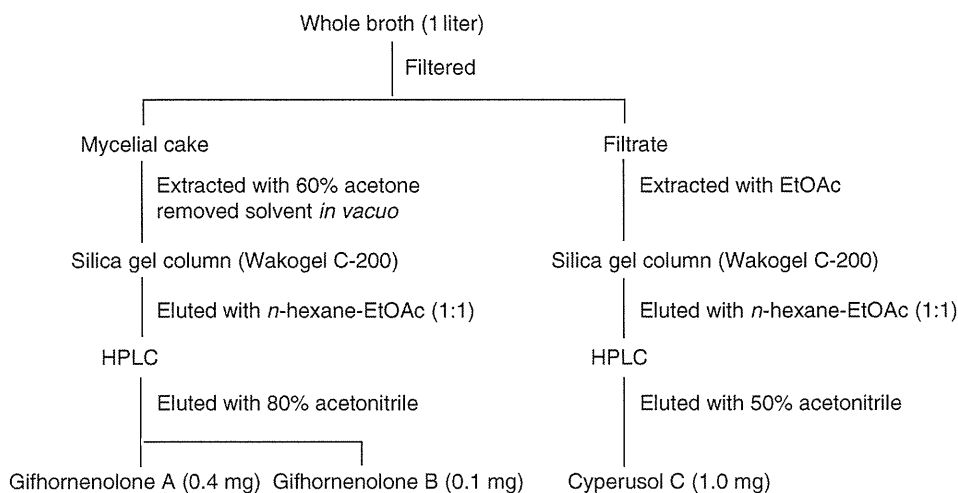 Whole broth (1 liter)
Filtered
Mycelial cake
Filtrate
Extracted with 60% acetone
removed solvent in vacuo
Extracted with EtOAc
Silica gel column (Wakogel C-200)
Silica gel column (Wakogel C-200)
Eluted with n-hexane-EtOAc (1:1)
Eluted with n-hexane-EtOAc (1:1)
HPLC
HPLC
Eluted with 80% acetonitrile
Eluted with 50% acetonitrile
Gifhornenolone A (0.4 mg)
Gifhornenolone B (0.1 mg)
Cyperusol C (1.0 mg)